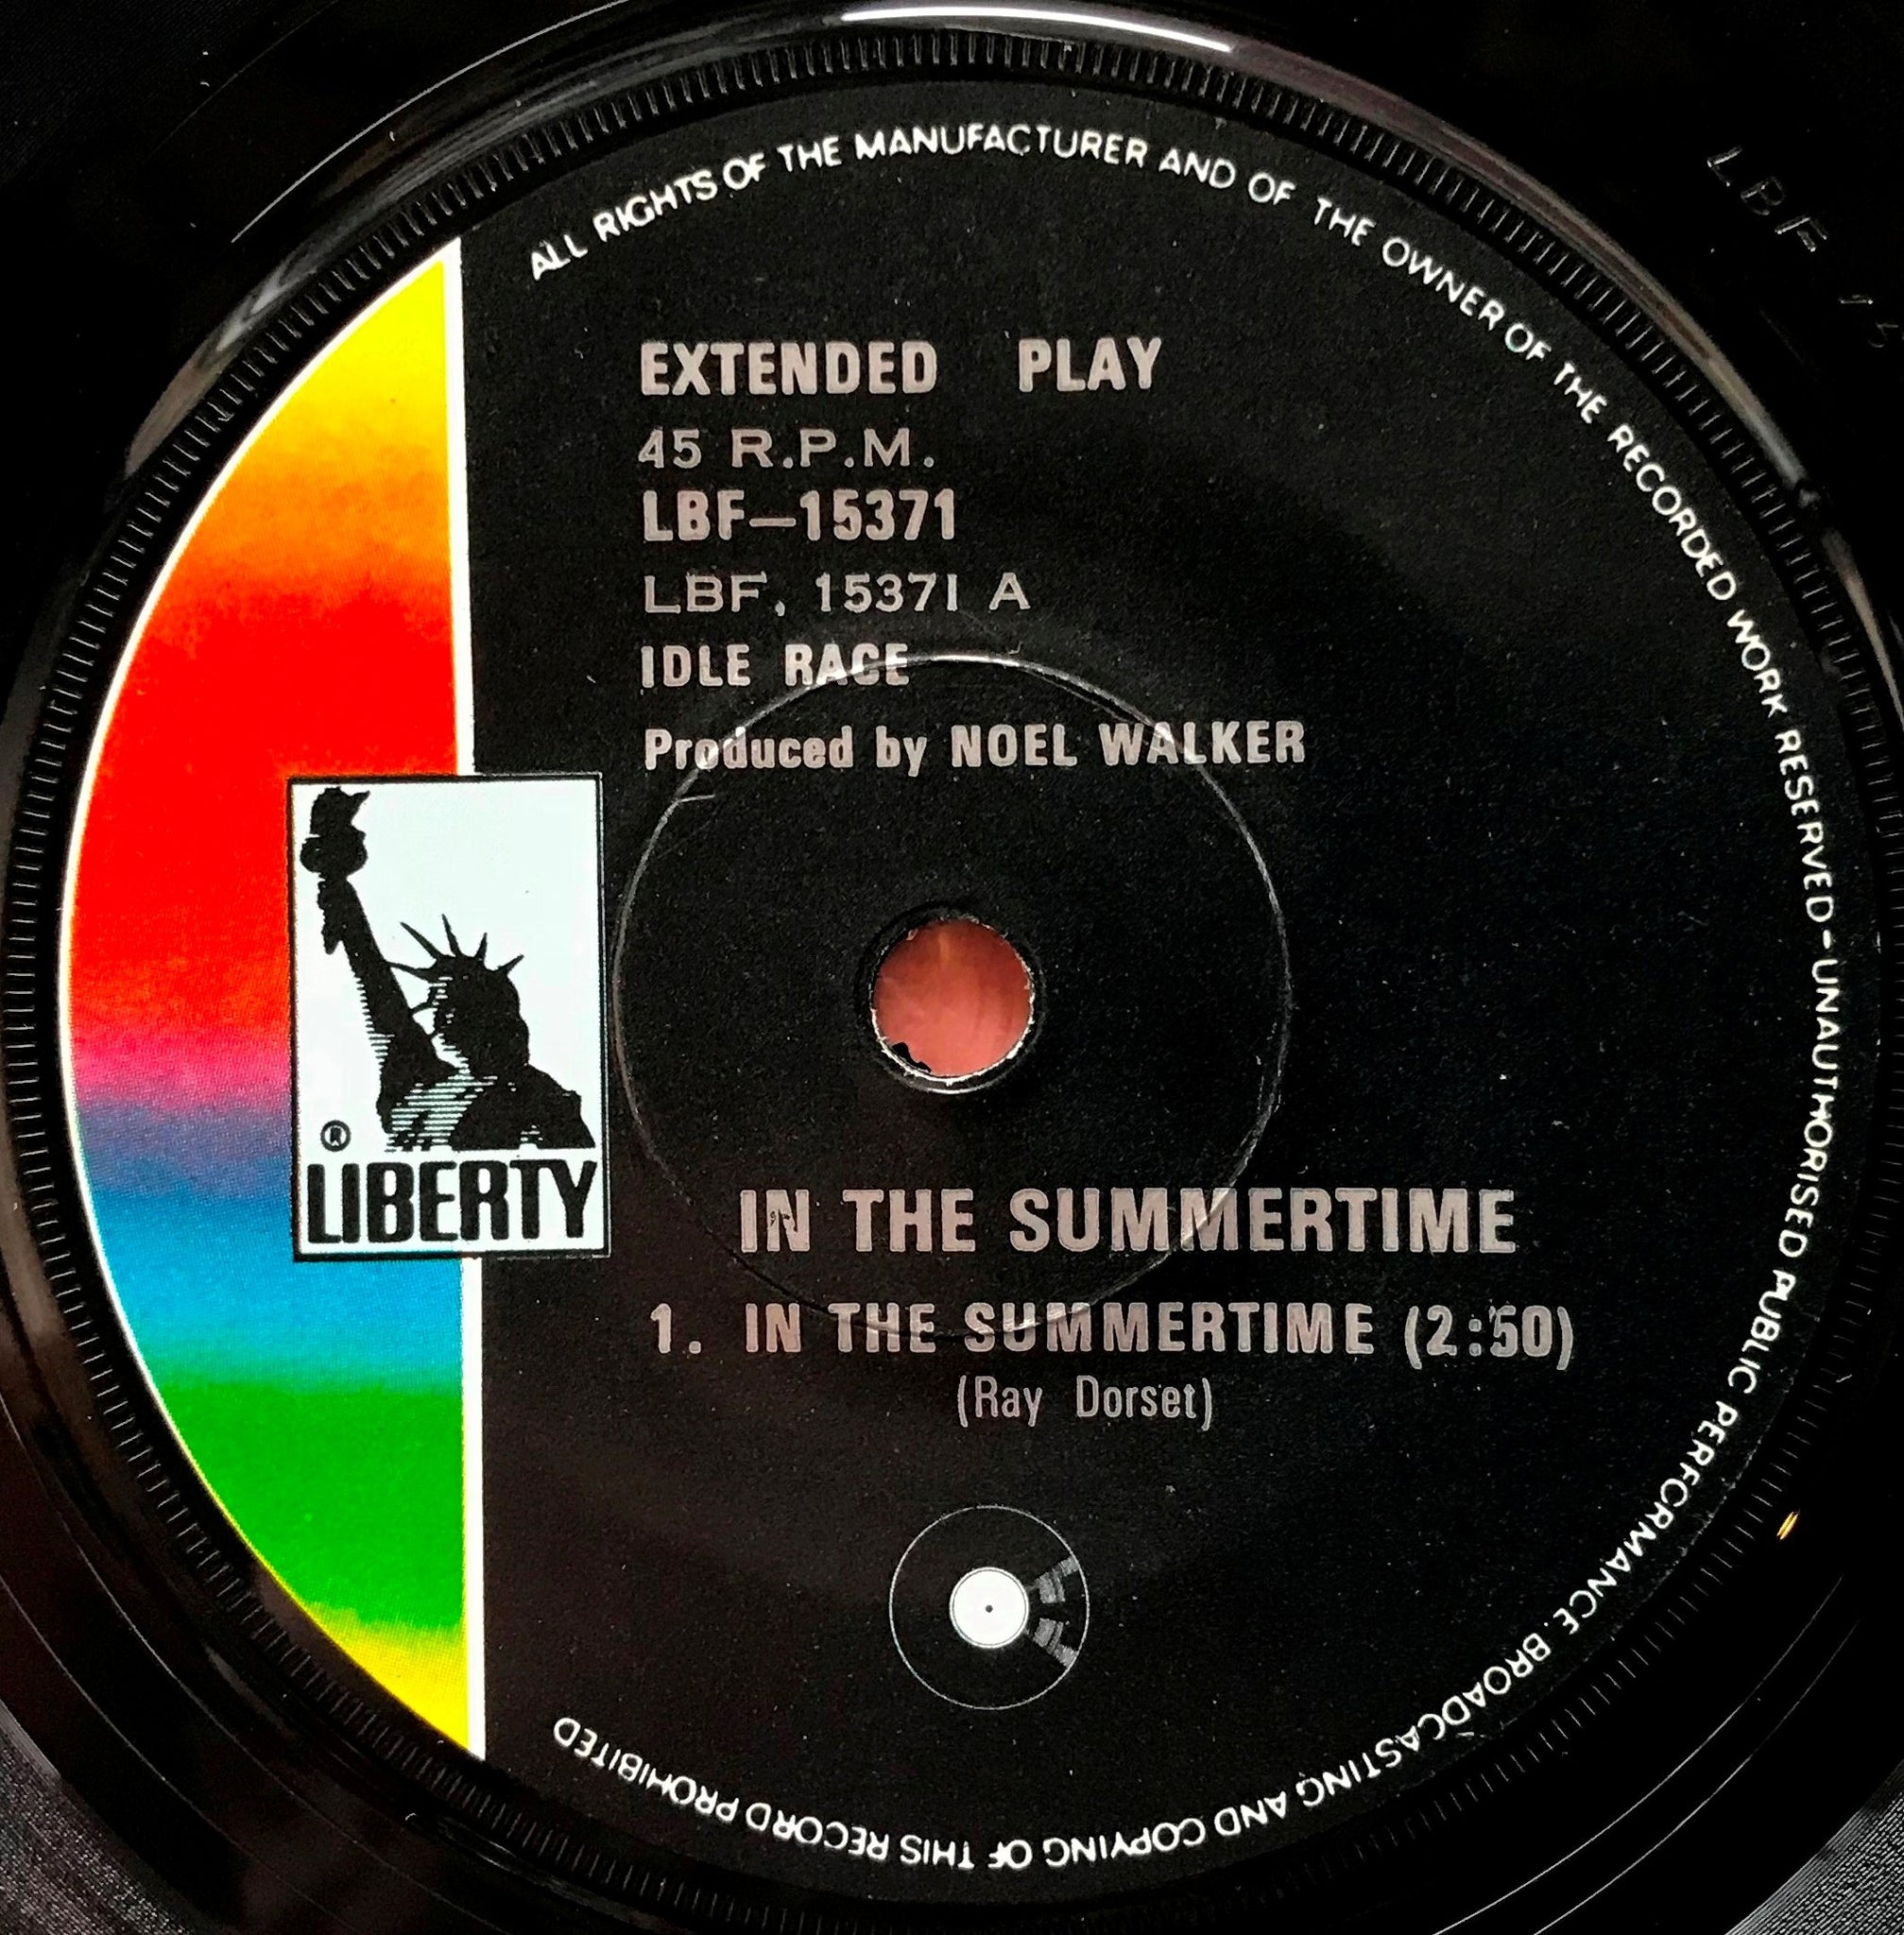 ALL RIGHTS OF THE MANUFACTURER AND OF THE OWNER OF THE RECORDED WORK RESERVED-UNAUTHORISED PUBLIC PERFORMANCE. BROADCASTING AND COPYING OF THIS RECORD PROHIBITED
EXTENDED PLAY
45 R.P.M.
LBF-15371
LBF. 15371 A
IDLE RACE
Produced by NOEL WALKER
® LIBERTY
IN THE SUMMERTIME
1. IN THE SUMMERTIME (2:50)
(Ray Dorset)
LBF 15